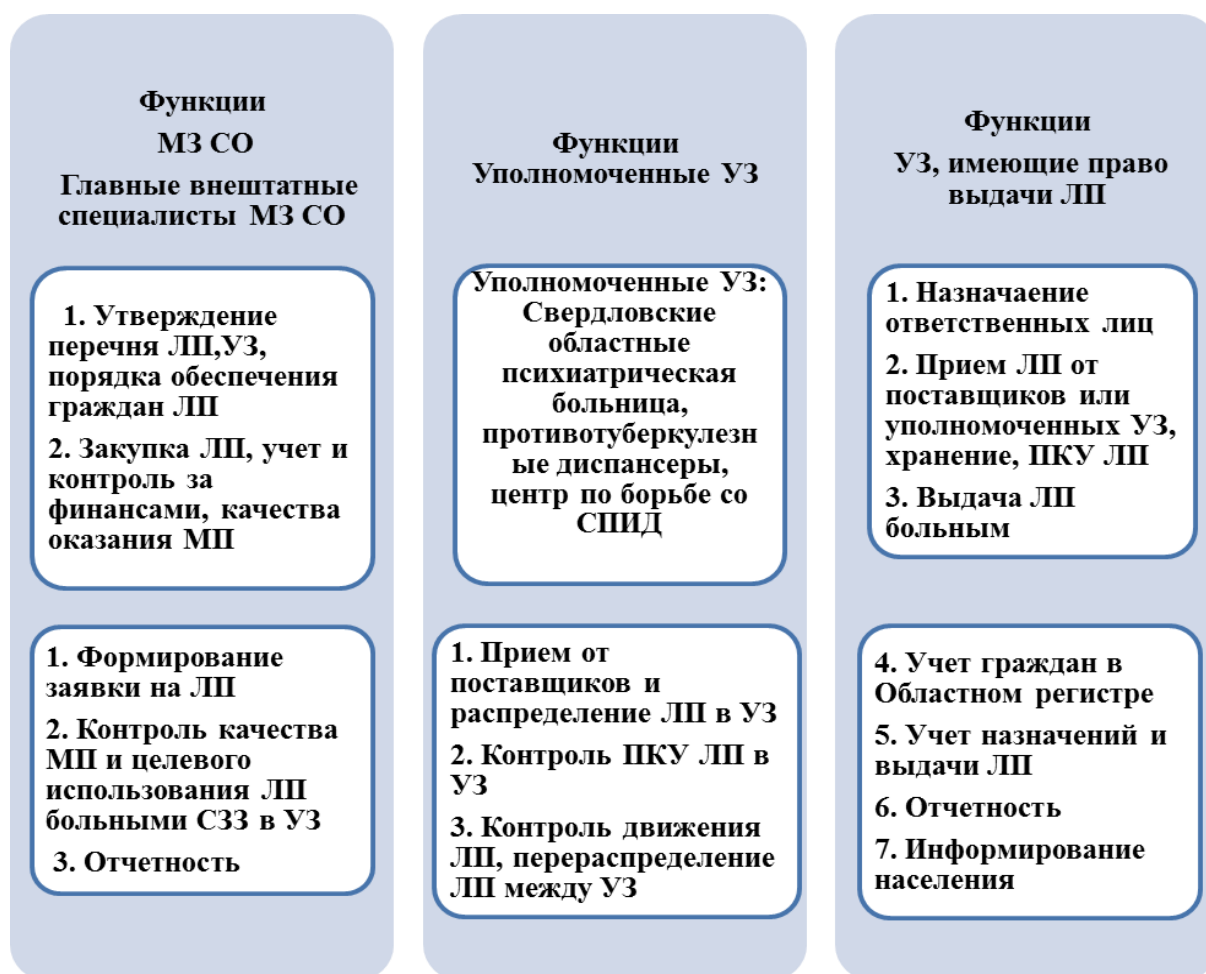 Функции
МЗ СО
Главные внештатные
специалисты МЗ СО
1. Утверждение
перечня ЛП,УЗ,
порядка обеспечения
граждан ЛП
2. Закупка ЛП, учет и
контроль за
финансами, качества
оказания МП
1. Формирование
заявки на ЛП
2. Контроль качества
МП и целевого
использования ЛП
больными СЗЗ в УЗ
3. Отчетность
Функции
Уполномоченные УЗ
Уполномоченные УЗ:
Свердловские
областные
психиатрическая
больница,
противотуберкулезн
ые диспансеры,
центр по борьбе со
СПИД
1. Прием от
поставщиков и
распределение ЛП в УЗ
2. Контроль ПКУ ЛП в
УЗ
3. Контроль движения
ЛП, перераспределение
ЛП между УЗ
Функции
УЗ, имеющие право
выдачи ЛП
1. Назначаение
ответственных лиц
2. Прием ЛП от
поставщиков или
уполномоченных УЗ,
хранение, ПКУ ЛП
3. Выдача ЛП
больным
4. Учет граждан в
Областном регистре
5. Учет назначений и
выдачи ЛП
6. Отчетность
7. Информирование
населения